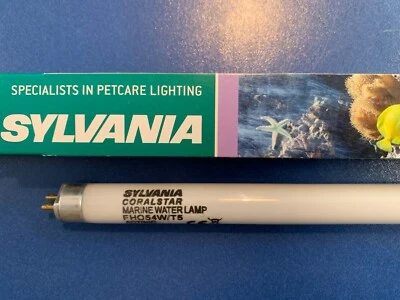 SPECIALISTS IN PETCARE LIGHTING
SYLVANIA
SYLVANIA
CORALSTAR
MARINE WATER LAMP
FHO54W/T5